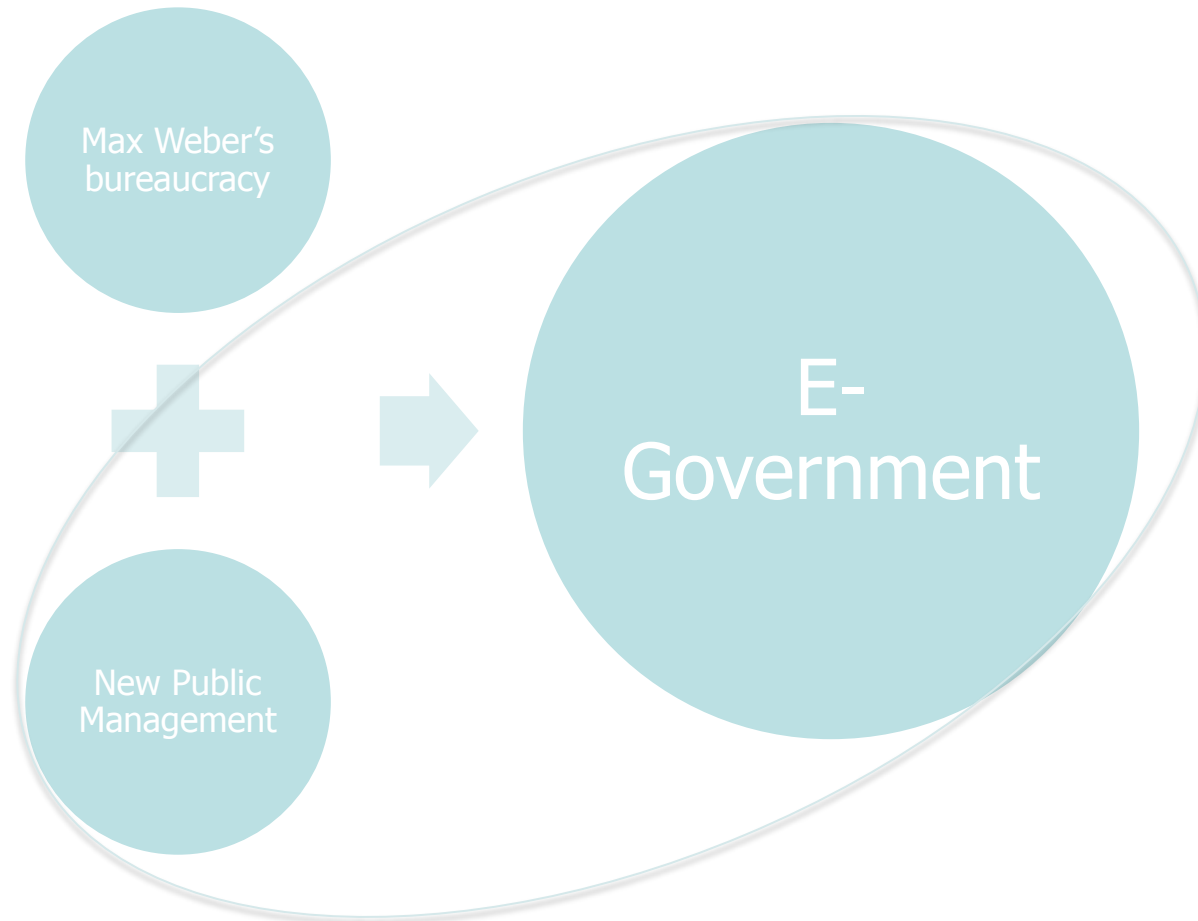 Max Weber’s
bureaucracy
New Public
Management
E-
Government